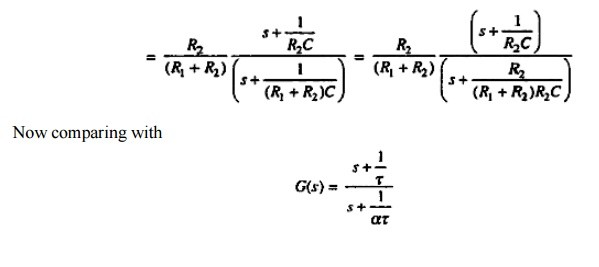 = R₂/(R₁ + R₂) (s + 1/(R₂C))/(s + 1/((R₁ + R₂)C)) = R₂/(R₁ + R₂) (s + 1/(R₂C))/(s + R₂/((R₁ + R₂)R₂C))
Now comparing with
G(s) = (s + 1/τ)/(s + 1/(ατ))